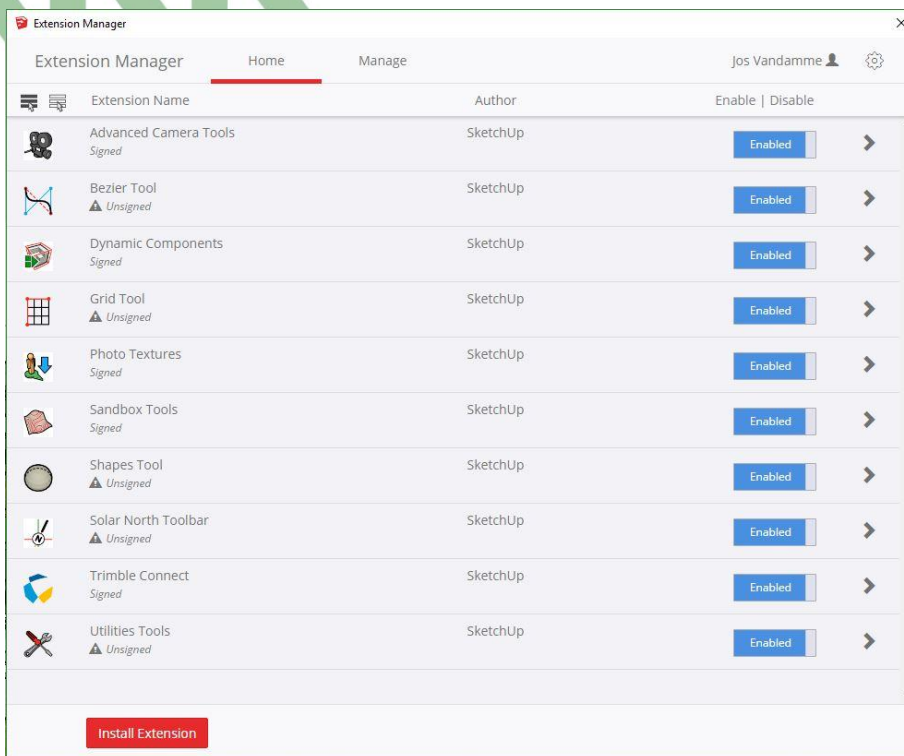 Extension Manager
Extension Manager Home Manage Jos Vandamme
Extension Name Author Enable | Disable
Advanced Camera Tools SketchUp Enabled
Signed
Bezier Tool SketchUp Enabled
Unsigned
Dynamic Components SketchUp Enabled
Signed
Grid Tool SketchUp Enabled
Unsigned
Photo Textures SketchUp Enabled
Signed
Sandbox Tools SketchUp Enabled
Signed
Shapes Tool SketchUp Enabled
Unsigned
Solar North Toolbar SketchUp Enabled
Unsigned
Trimble Connect SketchUp Enabled
Signed
Utilities Tools SketchUp Enabled
Unsigned
Install Extension